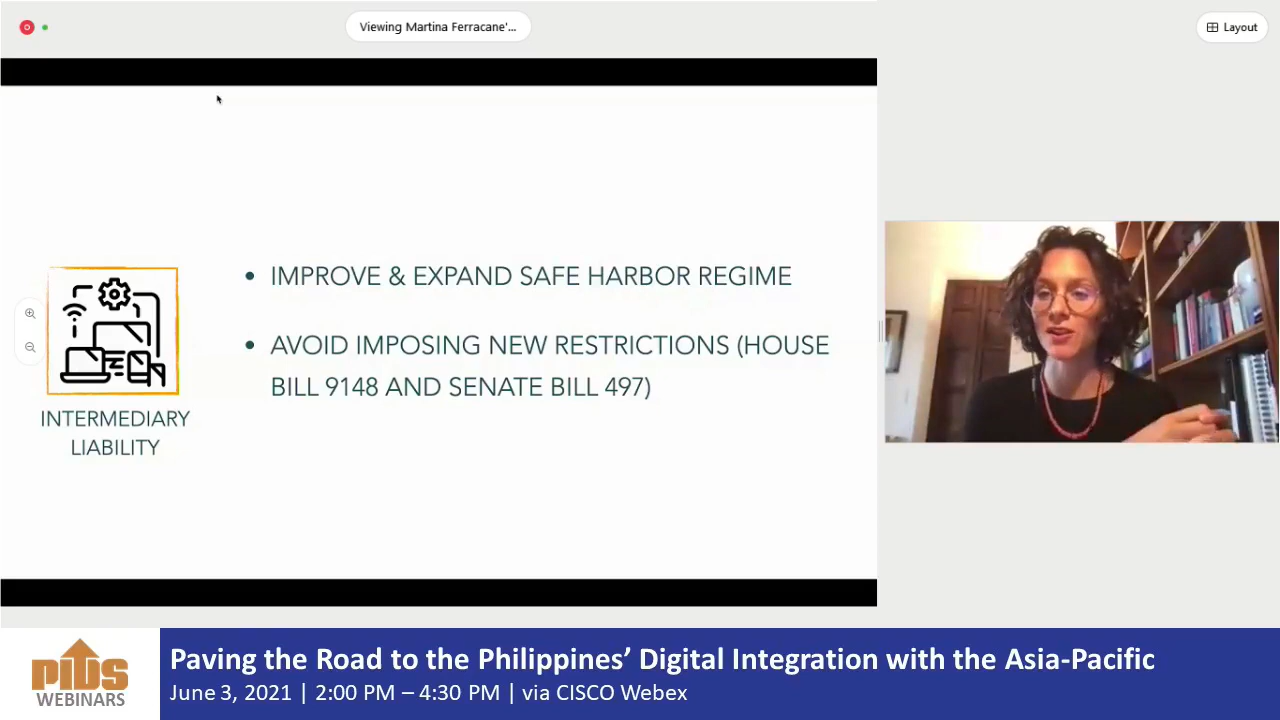 Viewing Martina Ferracane'...
Layout
• IMPROVE & EXPAND SAFE HARBOR REGIME
• AVOID IMPOSING NEW RESTRICTIONS (HOUSE
BILL 9148 AND SENATE BILL 497)
INTERMEDIARY
LIABILITY
PIDS
WEBINARS
Paving the Road to the Philippines’ Digital Integration with the Asia-Pacific
June 3, 2021 | 2:00 PM – 4:30 PM | via CISCO Webex